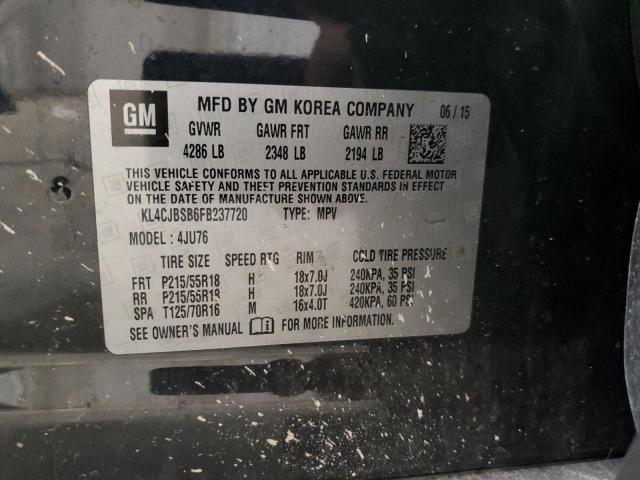 GM MFD BY GM KOREA COMPANY 06/15
GVWR GAWR FRT GAWR RR
4286 LB 2348 LB 2194 LB
THIS VEHICLE CONFORMS TO ALL APPLICABLE U.S. FEDERAL MOTOR
VEHICLE SAFETY AND THEFT PREVENTION STANDARDS IN EFFECT
ON THE DATE OF MANUFACTURE SHOWN ABOVE.
KL4CJBSB6FB237720 TYPE: MPV
MODEL: 4JU76
TIRE SIZE SPEED RTG RIM COLD TIRE PRESSURE
FRT P215/55R18 H 18x7.0J 240KPA, 35 PSI
RR P215/55R18 H 18x7.0J 240KPA, 35 PSI
SPA T125/70R16 M 16x4.0T 420KPA, 60 PSI
SEE OWNER'S MANUAL FOR MORE INFORMATION.